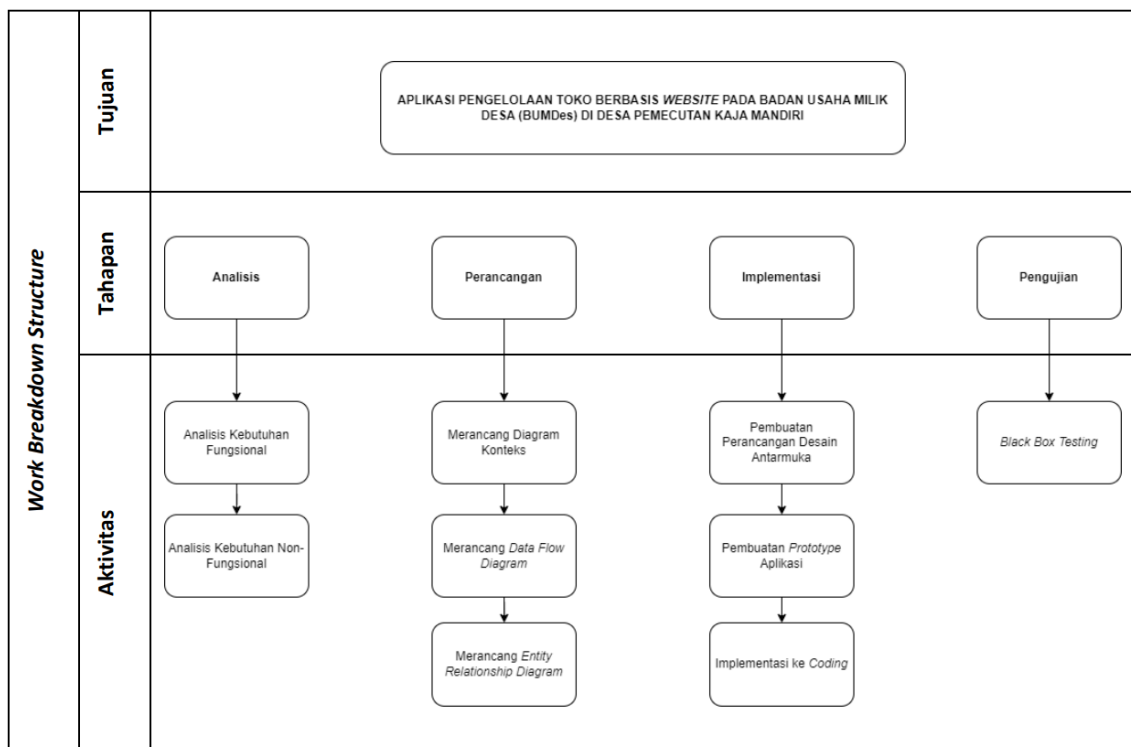 Work Breakdown Structure
Tujuan
APLIKASI PENGELOLAAN TOKO BERBASIS WEBSITE PADA BADAN USAHA MILIK
DESA (BUMDes) DI DESA PEMECUTAN KAJA MANDIRI
Tahapan
Analisis
Perancangan
Implementasi
Pengujian
Aktivitas
Analisis Kebutuhan
Fungsional
Analisis Kebutuhan Non-
Fungsional
Merancang Diagram
Konteks
Merancang Data Flow
Diagram
Merancang Entity
Relationship Diagram
Pembuatan
Perancangan Desain
Antarmuka
Pembuatan Prototype
Aplikasi
Implementasi ke Coding
Black Box Testing